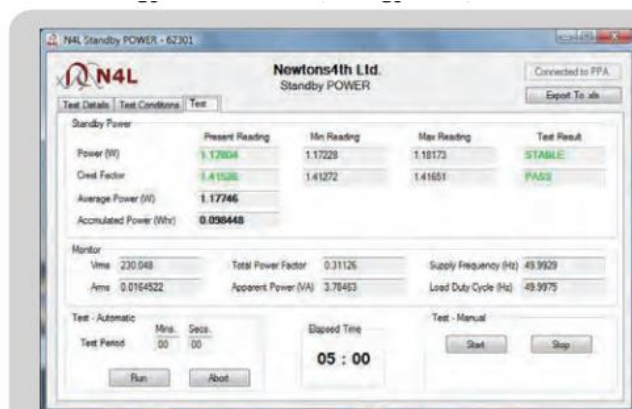 N4L Standby POWER - 62301
N4L
Newtons4th Ltd.
Standby POWER
Connected to PPA
Export To .xls
Test Details Test Conditions Test
Standby Power
Present Reading Min Reading Max Reading Test Result
Power (W) 1.17804 1.17228 1.18173 STABLE
Crest Factor 1.41526 1.41272 1.41651 PASS
Average Power (W) 1.17746
Accmulated Power (Whr) 0.098448
Monitor
Vrms 230.048 Total Power Factor 0.31126 Supply Frequency (Hz) 49.9929
Arms 0.0164522 Apparent Power (VA) 3.78463 Load Duty Cycle (Hz) 49.9975
Test - Automatic
Mins. Secs.
Test Period 00 00
Run Abort
Elapsed Time
05 : 00
Test - Manual
Start Stop